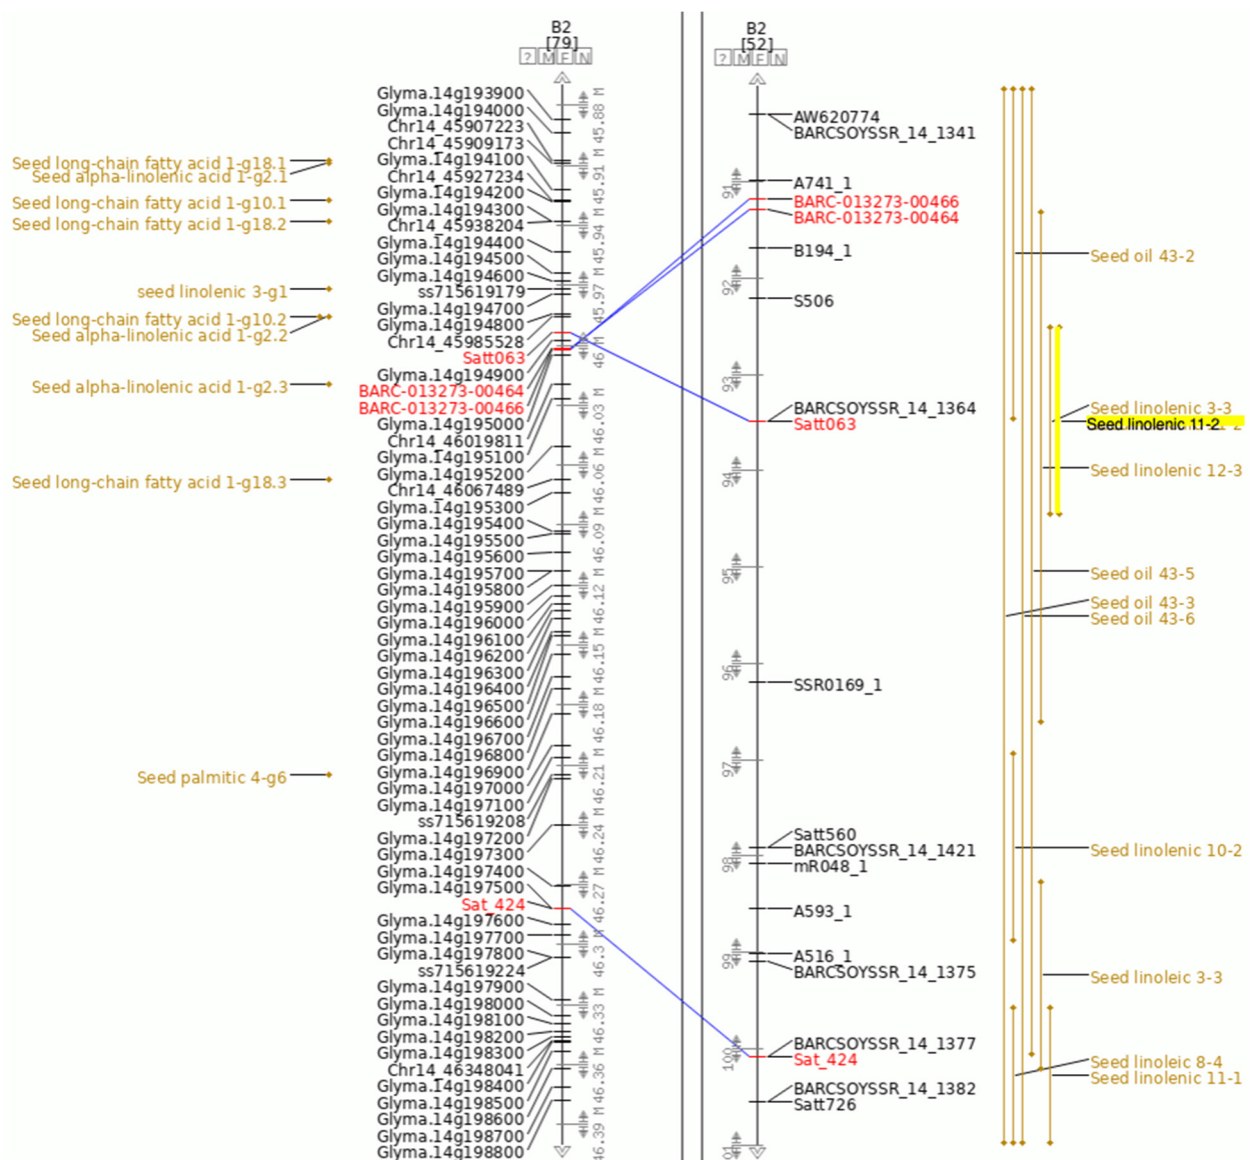 B2
[79]
? M F N
Glyma.14g193900
Glyma.14g194000
Chr14_45907223
Chr14_45909173
Glyma.14g194100
Chr14_45927234
Glyma.14g194200
Glyma.14g194300
Chr14_45938204
Glyma.14g194400
Glyma.14g194500
Glyma.14g194600
ss715619179
Glyma.14g194700
Glyma.14g194800
Chr14_45985528
Satt063
Glyma.14g194900
BARC-013273-00464
BARC-013273-00466
Glyma.14g195000
Chr14_46019811
Glyma.14g195100
Glyma.14g195200
Chr14_46067489
Glyma.14g195300
Glyma.14g195400
Glyma.14g195500
Glyma.14g195600
Glyma.14g195700
Glyma.14g195800
Glyma.14g195900
Glyma.14g196000
Glyma.14g196100
Glyma.14g196200
Glyma.14g196300
Glyma.14g196400
Glyma.14g196500
Glyma.14g196600
Glyma.14g196700
Glyma.14g196800
Glyma.14g196900
Glyma.14g197000
Glyma.14g197100
ss715619208
Glyma.14g197200
Glyma.14g197300
Glyma.14g197400
Glyma.14g197500
Sat_424
Glyma.14g197600
Glyma.14g197700
Glyma.14g197800
ss715619224
Glyma.14g197900
Glyma.14g198000
Glyma.14g198100
Glyma.14g198200
Glyma.14g198300
Chr14_46348041
Glyma.14g198400
Glyma.14g198500
Glyma.14g198600
Glyma.14g198700
Glyma.14g198800
Seed long-chain fatty acid 1-g18.1
Seed alpha-linolenic acid 1-g2.1
Seed long-chain fatty acid 1-g10.1
Seed long-chain fatty acid 1-g18.2
seed linolenic 3-g1
Seed long-chain fatty acid 1-g10.2
Seed alpha-linolenic acid 1-g2.2
Seed alpha-linolenic acid 1-g2.3
Seed long-chain fatty acid 1-g18.3
Seed palmitic 4-g6
45.88 M
45.91 M
45.94 M
45.97 M
46 M
46.03 M
46.06 M
46.09 M
46.12 M
46.15 M
46.18 M
46.21 M
46.24 M
46.27 M
46.3 M
46.33 M
46.36 M
46.39 M
B2
[52]
? M F N
AW620774
BARCSOYSSR_14_1341
A741_1
BARC-013273-00466
BARC-013273-00464
B194_1
S506
BARCSOYSSR_14_1364
Satt063
SSR0169_1
Satt560
BARCSOYSSR_14_1421
mR048_1
A593_1
A516_1
BARCSOYSSR_14_1375
BARCSOYSSR_14_1377
Sat_424
BARCSOYSSR_14_1382
Satt726
91
92
93
94
95
96
97
98
99
100
Seed oil 43-2
Seed linolenic 3-3
Seed linolenic 11-2
Seed linolenic 12-3
Seed oil 43-5
Seed oil 43-3
Seed oil 43-6
Seed linolenic 10-2
Seed linoleic 3-3
Seed linoleic 8-4
Seed linolenic 11-1